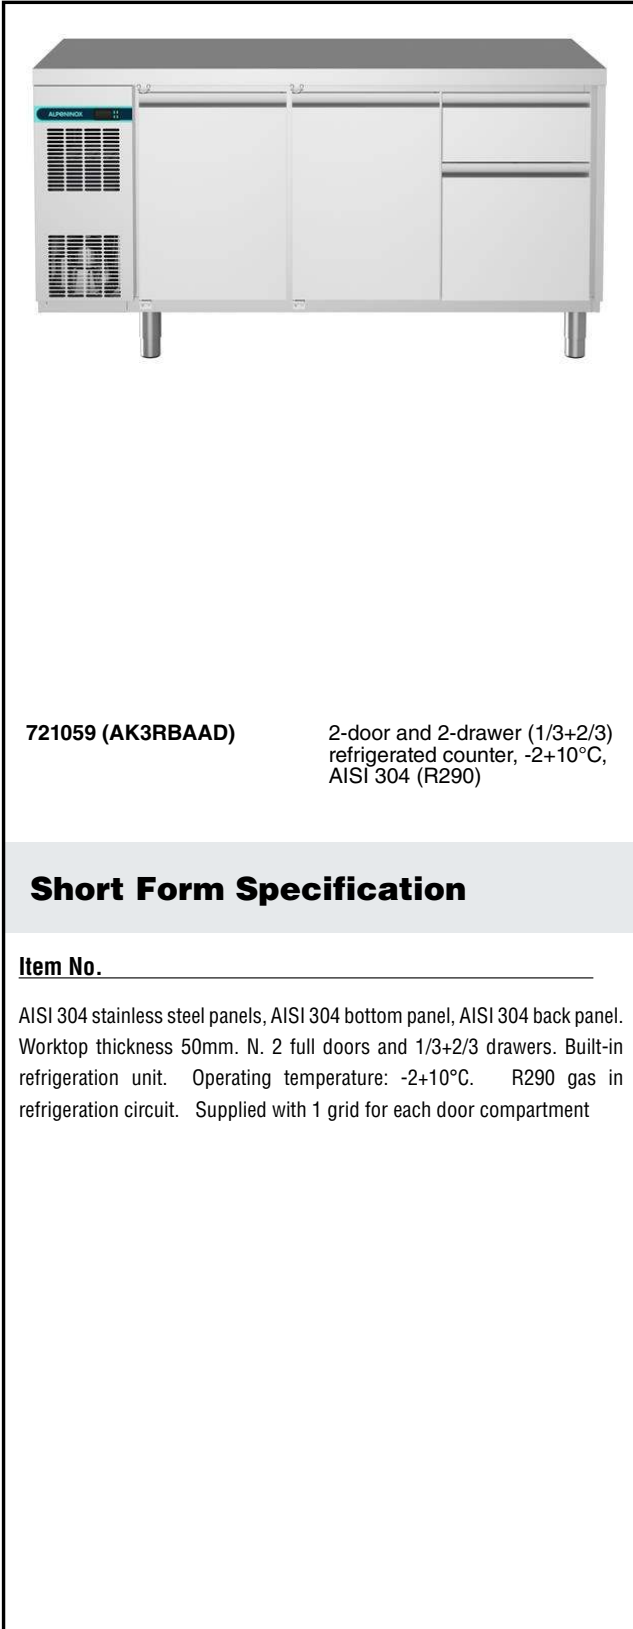 ALPENINOX
721059 (AK3RBAAD)
2-door and 2-drawer (1/3+2/3)
refrigerated counter, -2+10°C,
AISI 304 (R290)
Short Form Specification
Item No.
AISI 304 stainless steel panels, AISI 304 bottom panel, AISI 304 back panel.
Worktop thickness 50mm. N. 2 full doors and 1/3+2/3 drawers. Built-in
refrigeration unit. Operating temperature: -2+10°C. R290 gas in
refrigeration circuit. Supplied with 1 grid for each door compartment